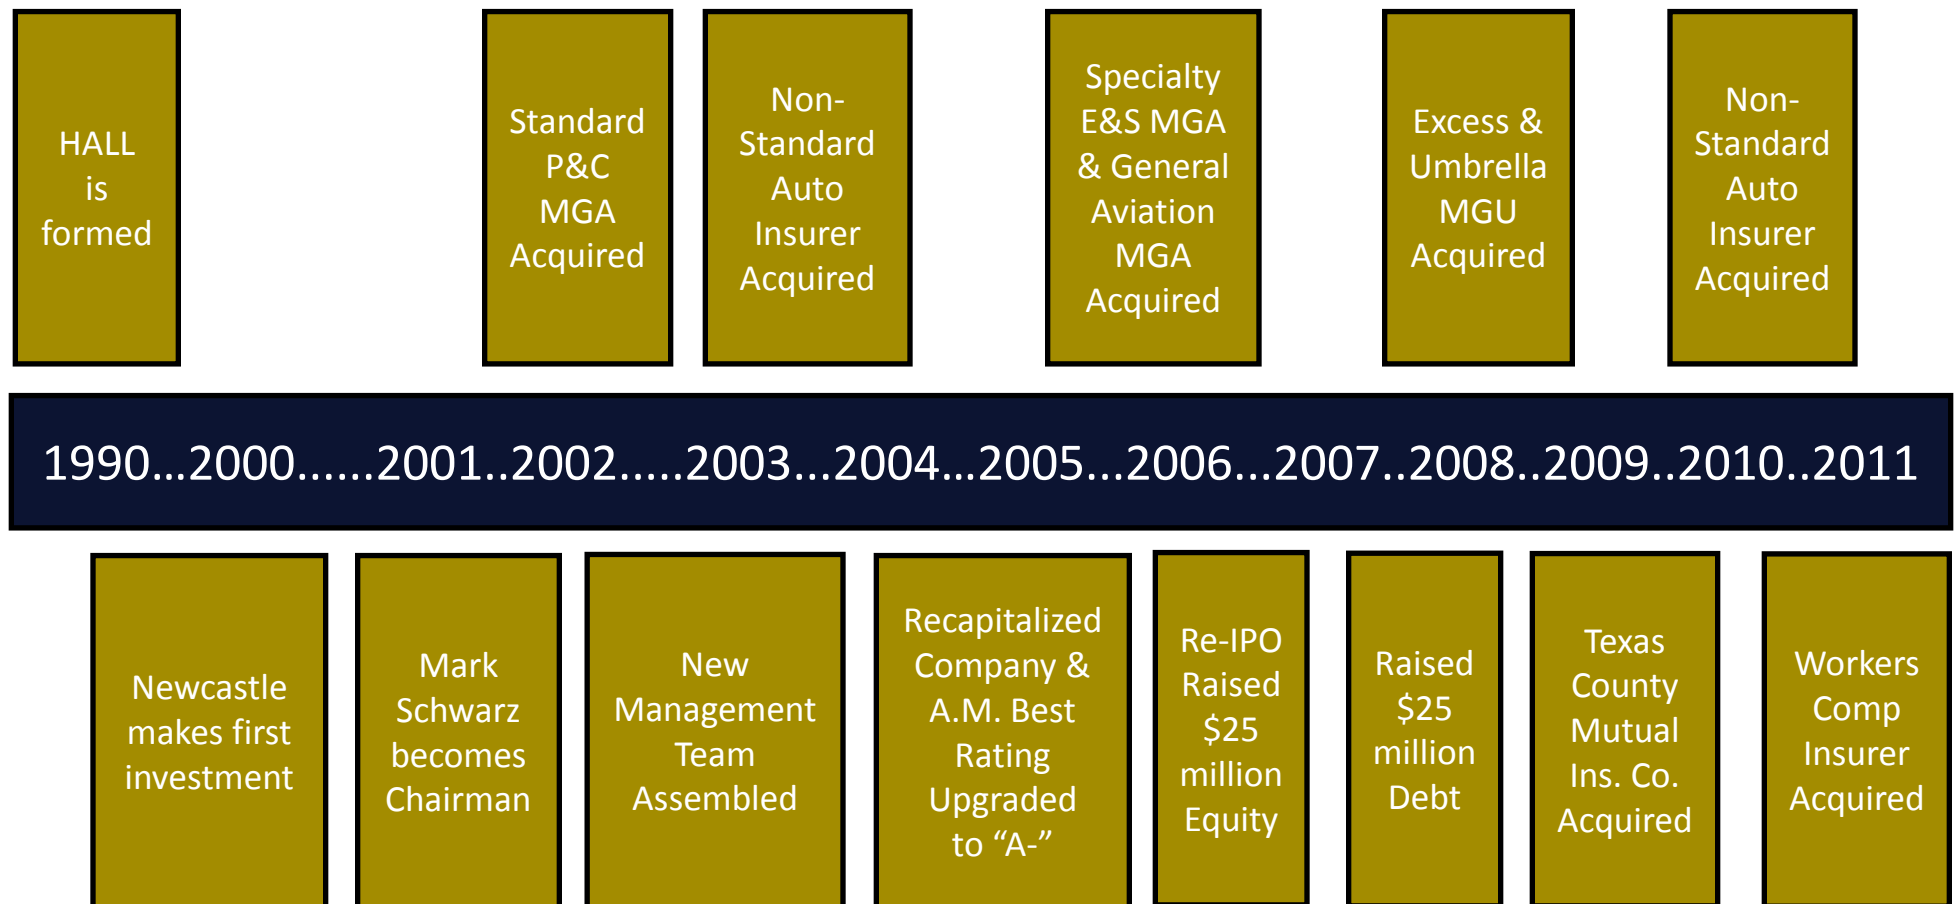 HALL
is
formed
Standard
P&C
MGA
Acquired
Non-
Standard
Auto
Insurer
Acquired
Specialty
E&S MGA
& General
Aviation
MGA
Acquired
Excess &
Umbrella
MGU
Acquired
Non-
Standard
Auto
Insurer
Acquired
1990...2000......2001..2002.....2003...2004...2005...2006...2007..2008..2009..2010..2011
Newcastle
makes first
investment
Mark
Schwarz
becomes
Chairman
New
Management
Team
Assembled
Recapitalized
Company &
A.M. Best
Rating
Upgraded
to “A-”
Re-IPO
Raised
$25
million
Equity
Raised
$25
million
Debt
Texas
County
Mutual
Ins. Co.
Acquired
Workers
Comp
Insurer
Acquired